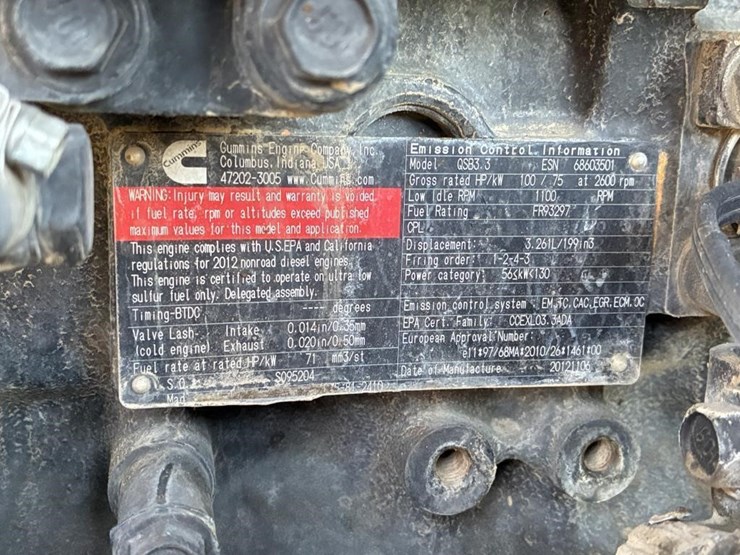 Cummins
Cummins Engine Company, Inc.
Columbus, Indiana, USA
47202-3005 www.Cummins.com
WARNING: Injury may result and warranty is voided,
if fuel rate, rpm or altitudes exceed published
maximum values for this model and application.
This engine complies with U.S.EPA and California
regulations for 2012 nonroad diesel engines.
This engine is certified to operate on ultra low
sulfur fuel only. Delegated assembly.
Timing-BTDC ---- degrees
Valve Lash- Intake 0.014in/0.35mm
(cold engine) Exhaust 0.020in/0.50mm
Fuel rate at rated HP/kW 71 mm3/st
S.O. S095204
Mad
Emission Control Information
Model QSB3.3 ESN 68603501
Gross rated HP/kW 100 / 75 at 2600 rpm
Low Idle RPM 1100 RPM
Fuel Rating FR93297
CPL
Displacement: 3.261L/199in3
Firing order: 1-2-4-3
Power category: 56≤kW<130
Emission control system : EM,TC,CAC,EGR,ECM,OC
EPA Cert. Family: CCEXL03.3ADA
European Approval Number:
e11*97/68MA*2010/26*1461*00
Date of Manufacture 20121106